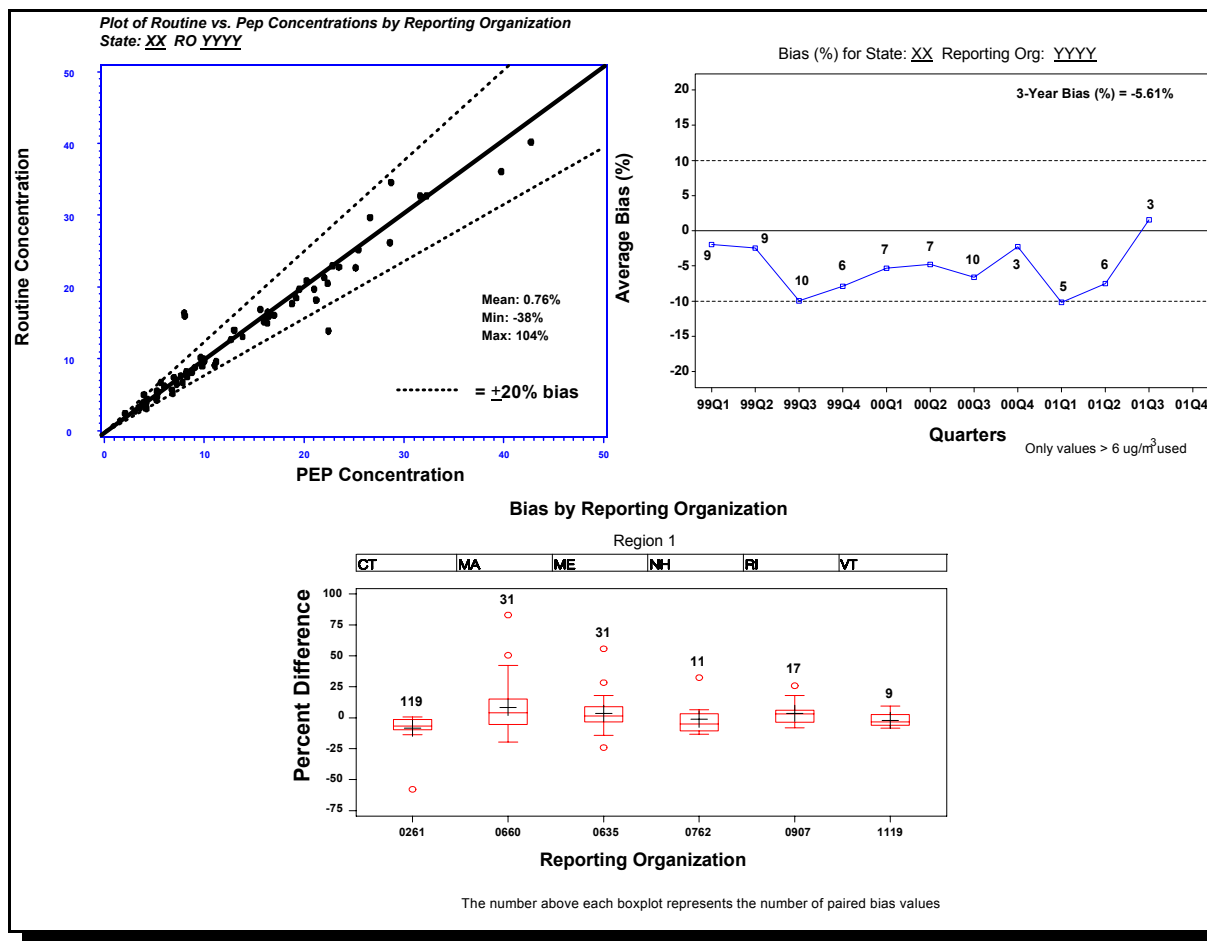 Plot of Routine vs. Pep Concentrations by Reporting Organization
State: XX RO YYYY
Routine Concentration
50
40
30
20
10
0
Mean: 0.76%
Min: -38%
Max: 104%
= ±20% bias
0 10 20 30 40 50
PEP Concentration
Bias (%) for State: XX Reporting Org: YYYY
3-Year Bias (%) = -5.61%
Average Bias (%)
20
15
10
5
0
-5
-10
-15
-20
9 9 10 6 7 7 10 3 5 6 3
99Q1 99Q2 99Q3 99Q4 00Q1 00Q2 00Q3 00Q4 01Q1 01Q2 01Q3 01Q4
Quarters
Only values > 6 ug/m3 used
Bias by Reporting Organization
Region 1
CT MA ME NH RI VT
Percent Difference
100
75
50
25
0
-25
-50
-75
119 31 31 11 17 9
0261 0660 0635 0762 0907 1119
Reporting Organization
The number above each boxplot represents the number of paired bias values